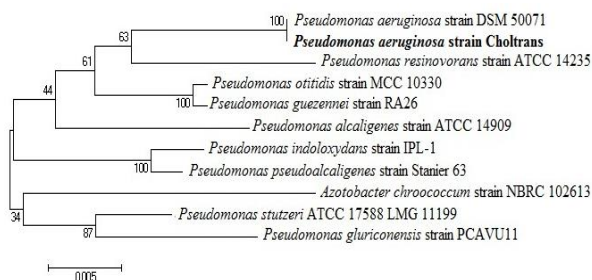 100
Pseudomonas aeruginosa strain DSM 50071
63
Pseudomonas aeruginosa strain Choltrans
61
Pseudomonas resinovorans strain ATCC 14235
44
Pseudomonas otitidis strain MCC 10330
100
Pseudomonas guezennei strain RA26
Pseudomonas alcaligenes strain ATCC 14909
Pseudomonas indoloxydans strain IPL-1
100
Pseudomonas pseudoalcaligenes strain Stanier 63
Azotobacter chroococcum strain NBRC 102613
34
Pseudomonas stutzeri ATCC 17588 LMG 11199
87
Pseudomonas gluriconensis strain PCAVU11
0.005